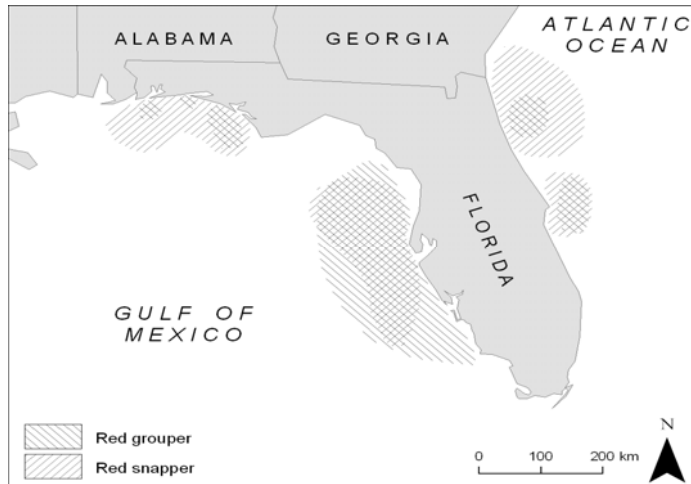 ATLANTIC
OCEAN
ALABAMA
GEORGIA
FLORIDA
GULF OF
MEXICO
Red grouper
Red snapper
N
0 100 200 km